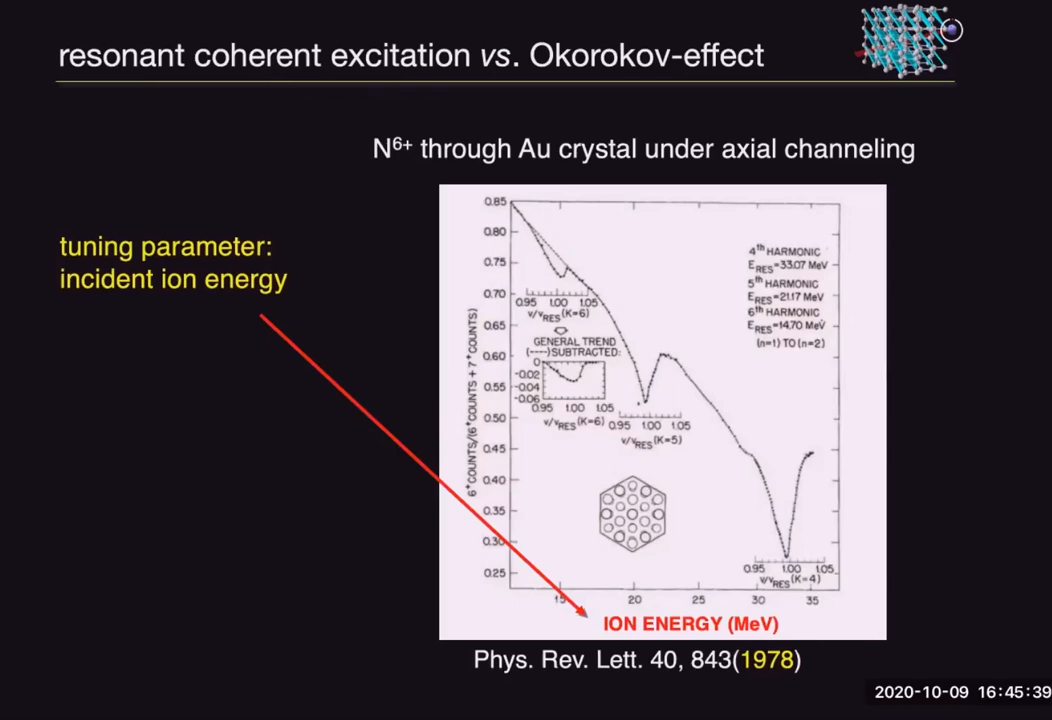 resonant coherent excitation vs. Okorokov-effect
N6+ through Au crystal under axial channeling
tuning parameter:
incident ion energy
6+COUNTS/(6+COUNTS + 7+COUNTS)
0.85
0.80
0.75
0.70
0.65
0.60
0.55
0.50
0.45
0.40
0.35
0.30
0.25
4th HARMONIC
ERES=33.07 MeV
5th HARMONIC
ERES=21.17 MeV
6th HARMONIC
ERES=14.70 MeV
(n=1) TO (n=2)
0.95 1.00 1.05
v/vRES (K=6)
GENERAL TREND
(----) SUBTRACTED:
0
-0.02
-0.04
-0.06
0.95 1.00 1.05
v/vRES (K=6)
0.95 1.00 1.05
v/vRES (K=5)
0.95 1.00 1.05
v/vRES (K=4)
15 20 25 30 35
ION ENERGY (MeV)
Phys. Rev. Lett. 40, 843(1978)
2020-10-09 16:45:39